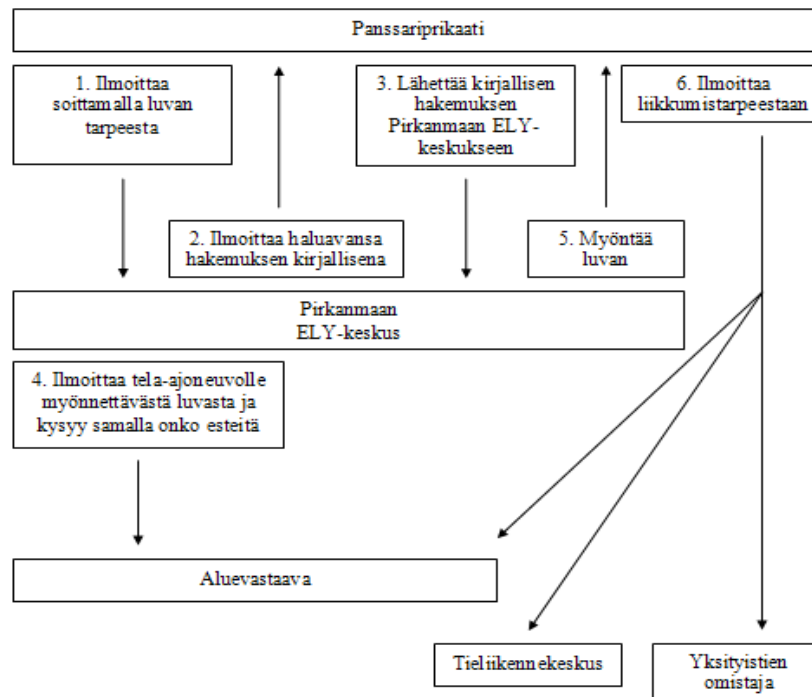 Panssariprikaati
1. Ilmoittaa
soittamalla luvan
tarpeesta
3. Lähettää kirjallisen
hakemuksen
Pirkanmaan ELY-
keskukseen
6. Ilmoittaa
liikkumistarpeestaan
2. Ilmoittaa haluavansa
hakemuksen kirjallisena
5. Myöntää
luvan
Pirkanmaan
ELY-keskus
4. Ilmoittaa tela-ajoneuvolle
myönnettävästä luvasta ja
kysyy samalla onko esteitä
Aluevastaava
Tieliikennekeskus
Yksityistien
omistaja